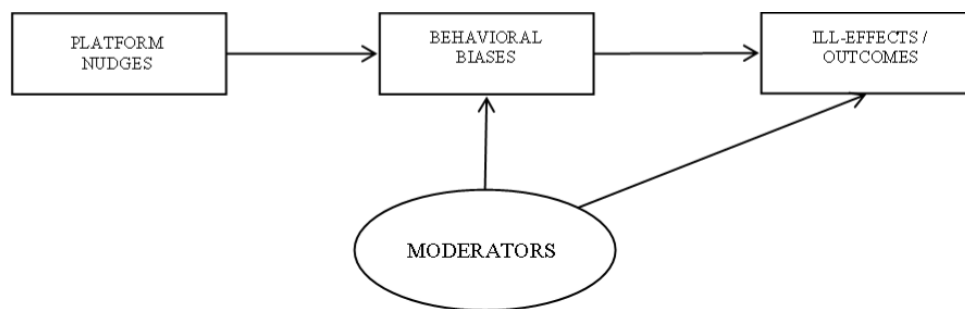 PLATFORM
NUDGES
BEHAVIORAL
BIASES
ILL-EFFECTS /
OUTCOMES
MODERATORS